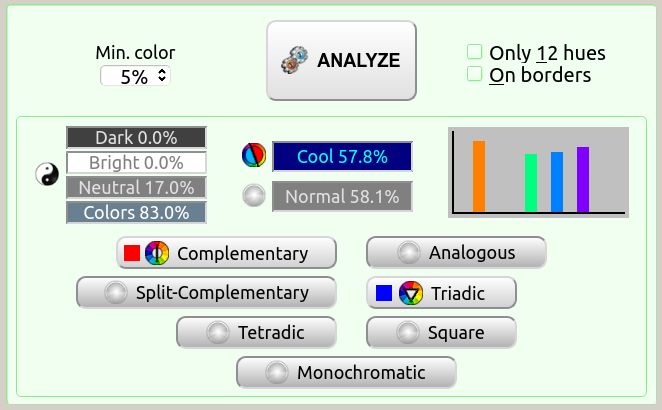 Min. color
5%
ANALYZE
Only 12 hues
On borders
Dark 0.0%
Bright 0.0%
Neutral 17.0%
Colors 83.0%
Cool 57.8%
Normal 58.1%
Complementary
Analogous
Split-Complementary
Triadic
Tetradic
Square
Monochromatic